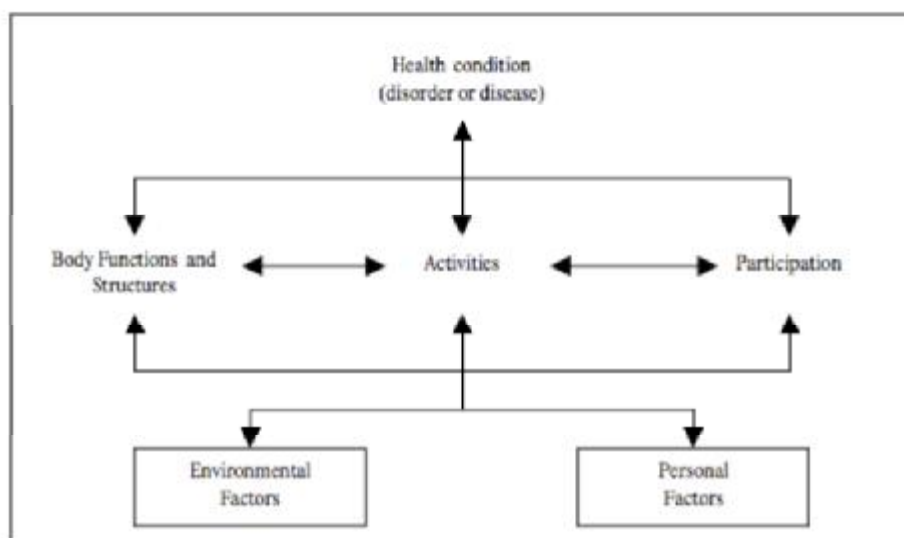 Health condition
(disorder or disease)
Body Functions and
Structures
Activities
Participation
Environmental
Factors
Personal
Factors